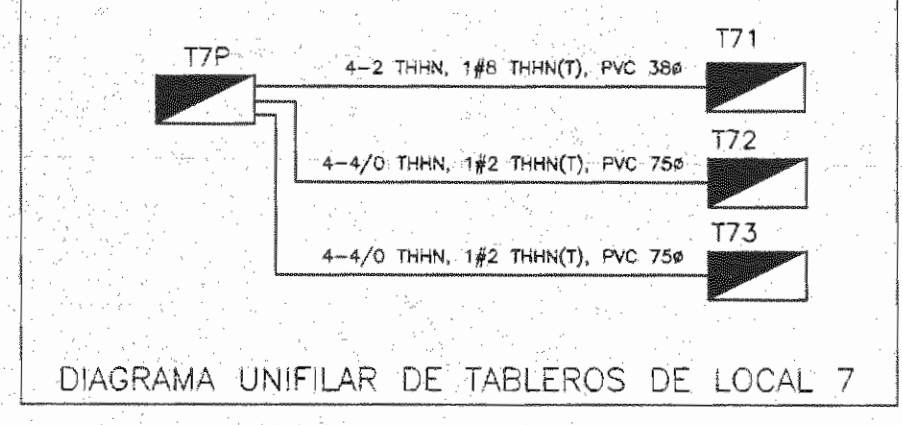 T7P
4-2 THHN, 1#8 THHN(T), PVC 38ø
T71
4-4/0 THHN, 1#2 THHN(T), PVC 75ø
T72
4-4/0 THHN, 1#2 THHN(T), PVC 75ø
T73
DIAGRAMA UNIFILAR DE TABLEROS DE LOCAL 7